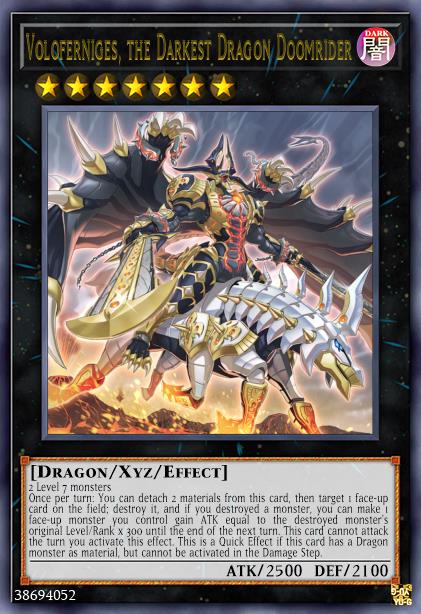 Voloferniges, the Darkest Dragon Doomrider
DARK
闇
[Dragon/Xyz/Effect]
2 Level 7 monsters
Once per turn: You can detach 2 materials from this card, then target 1 face-up
card on the field; destroy it, and if you destroyed a monster, you can make 1
face-up monster you control gain ATK equal to the destroyed monster's
original Level/Rank x 300 until the end of the next turn. This card cannot attack
the turn you activate this effect. This is a Quick Effect if this card has a Dragon
monster as material, but cannot be activated in the Damage Step.
ATK/2500 DEF/2100
38694052